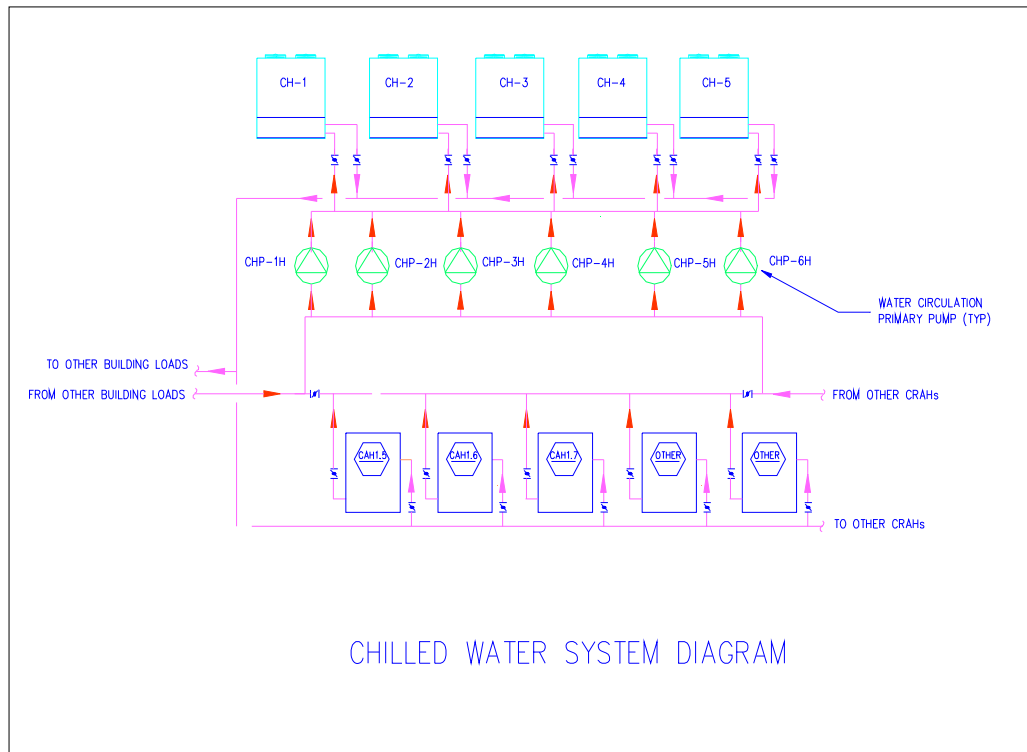 CH-1
CH-2
CH-3
CH-4
CH-5
CHP-1H
CHP-2H
CHP-3H
CHP-4H
CHP-5H
CHP-6H
WATER CIRCULATION
PRIMARY PUMP (TYP)
TO OTHER BUILDING LOADS
FROM OTHER BUILDING LOADS
FROM OTHER CRAHs
CAH1.5
CAH1.6
CAH1.7
OTHER
OTHER
TO OTHER CRAHs
CHILLED WATER SYSTEM DIAGRAM